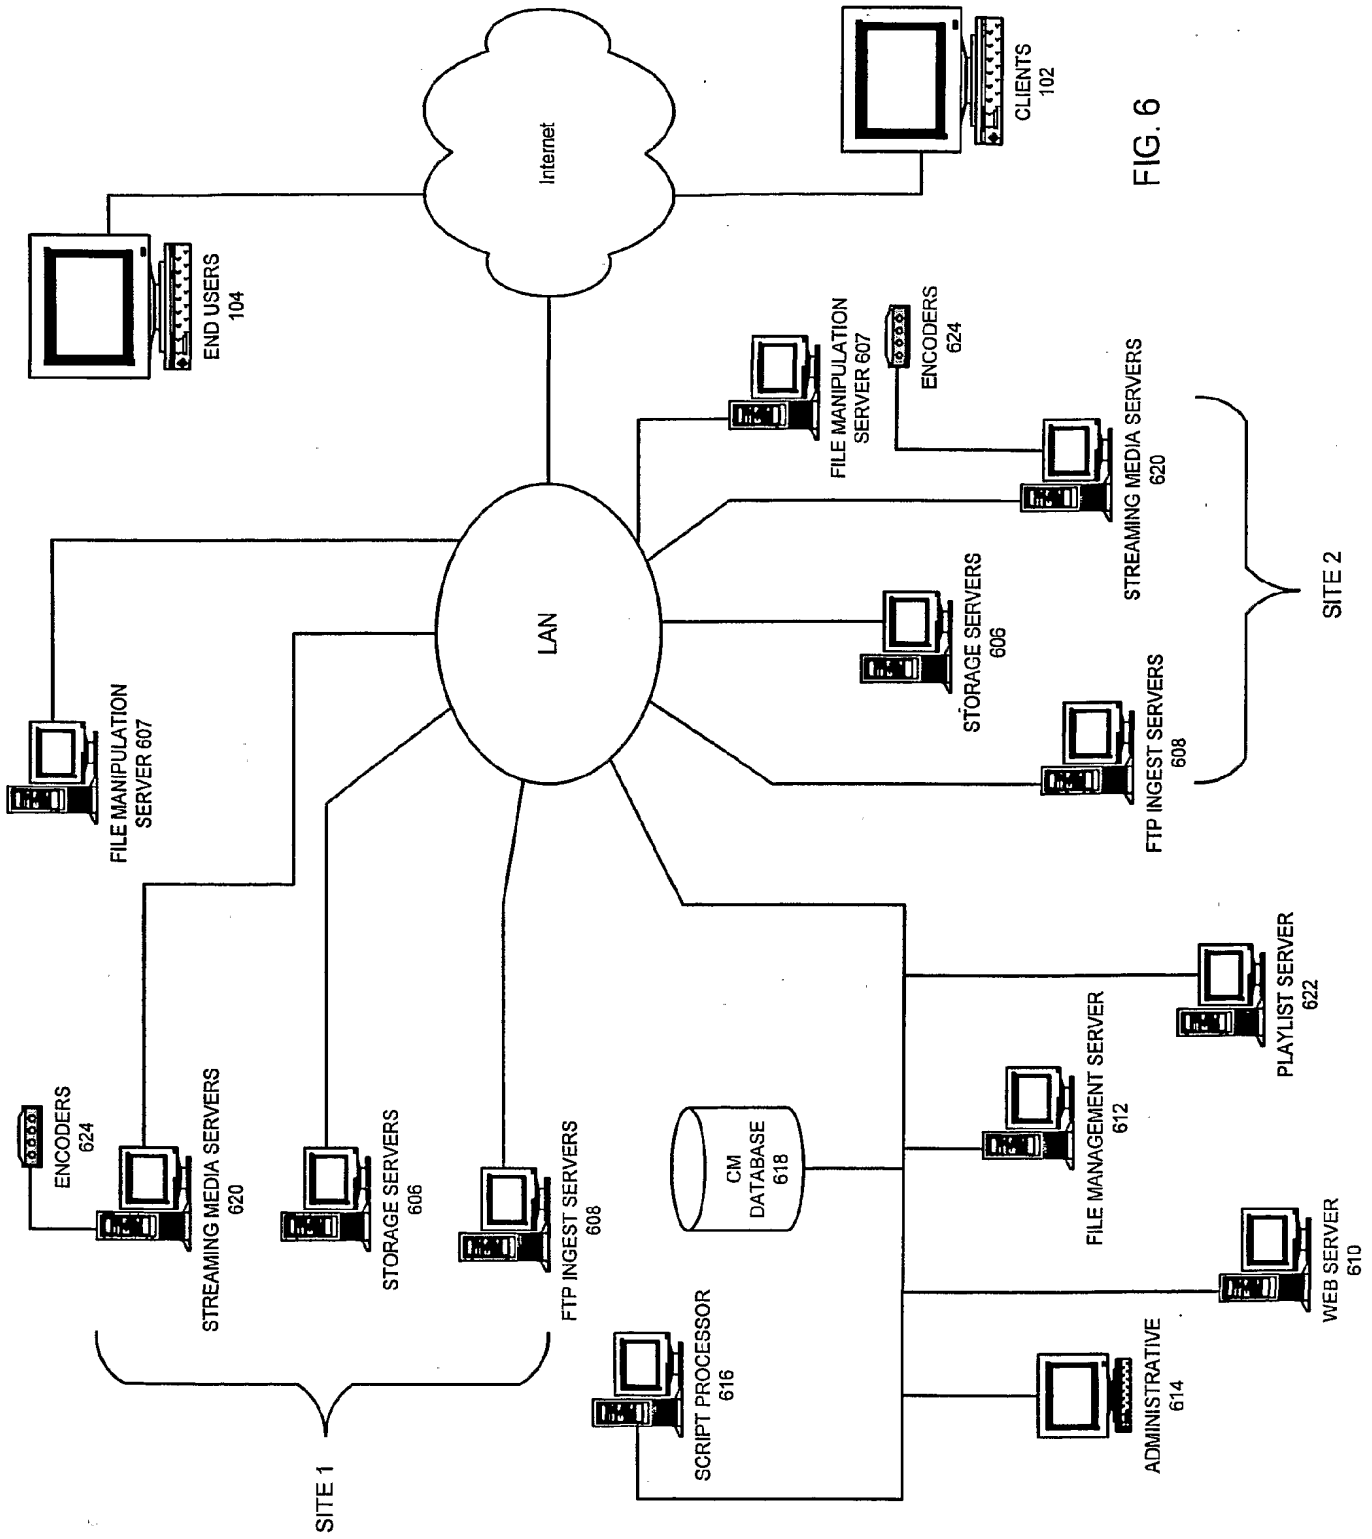 SITE 1
ENCODERS
624
STREAMING MEDIA SERVERS
620
STORAGE SERVERS
606
FTP INGEST SERVERS
608
FILE MANIPULATION
SERVER 607
END USERS
104
Internet
CLIENTS
102
LAN
SCRIPT PROCESSOR
616
CM
DATABASE
618
ADMINISTRATIVE
614
WEB SERVER
610
FILE MANAGEMENT SERVER
612
PLAYLIST SERVER
622
FTP INGEST SERVERS
608
STORAGE SERVERS
606
STREAMING MEDIA SERVERS
620
FILE MANIPULATION
SERVER 607
ENCODERS
624
SITE 2
FIG. 6